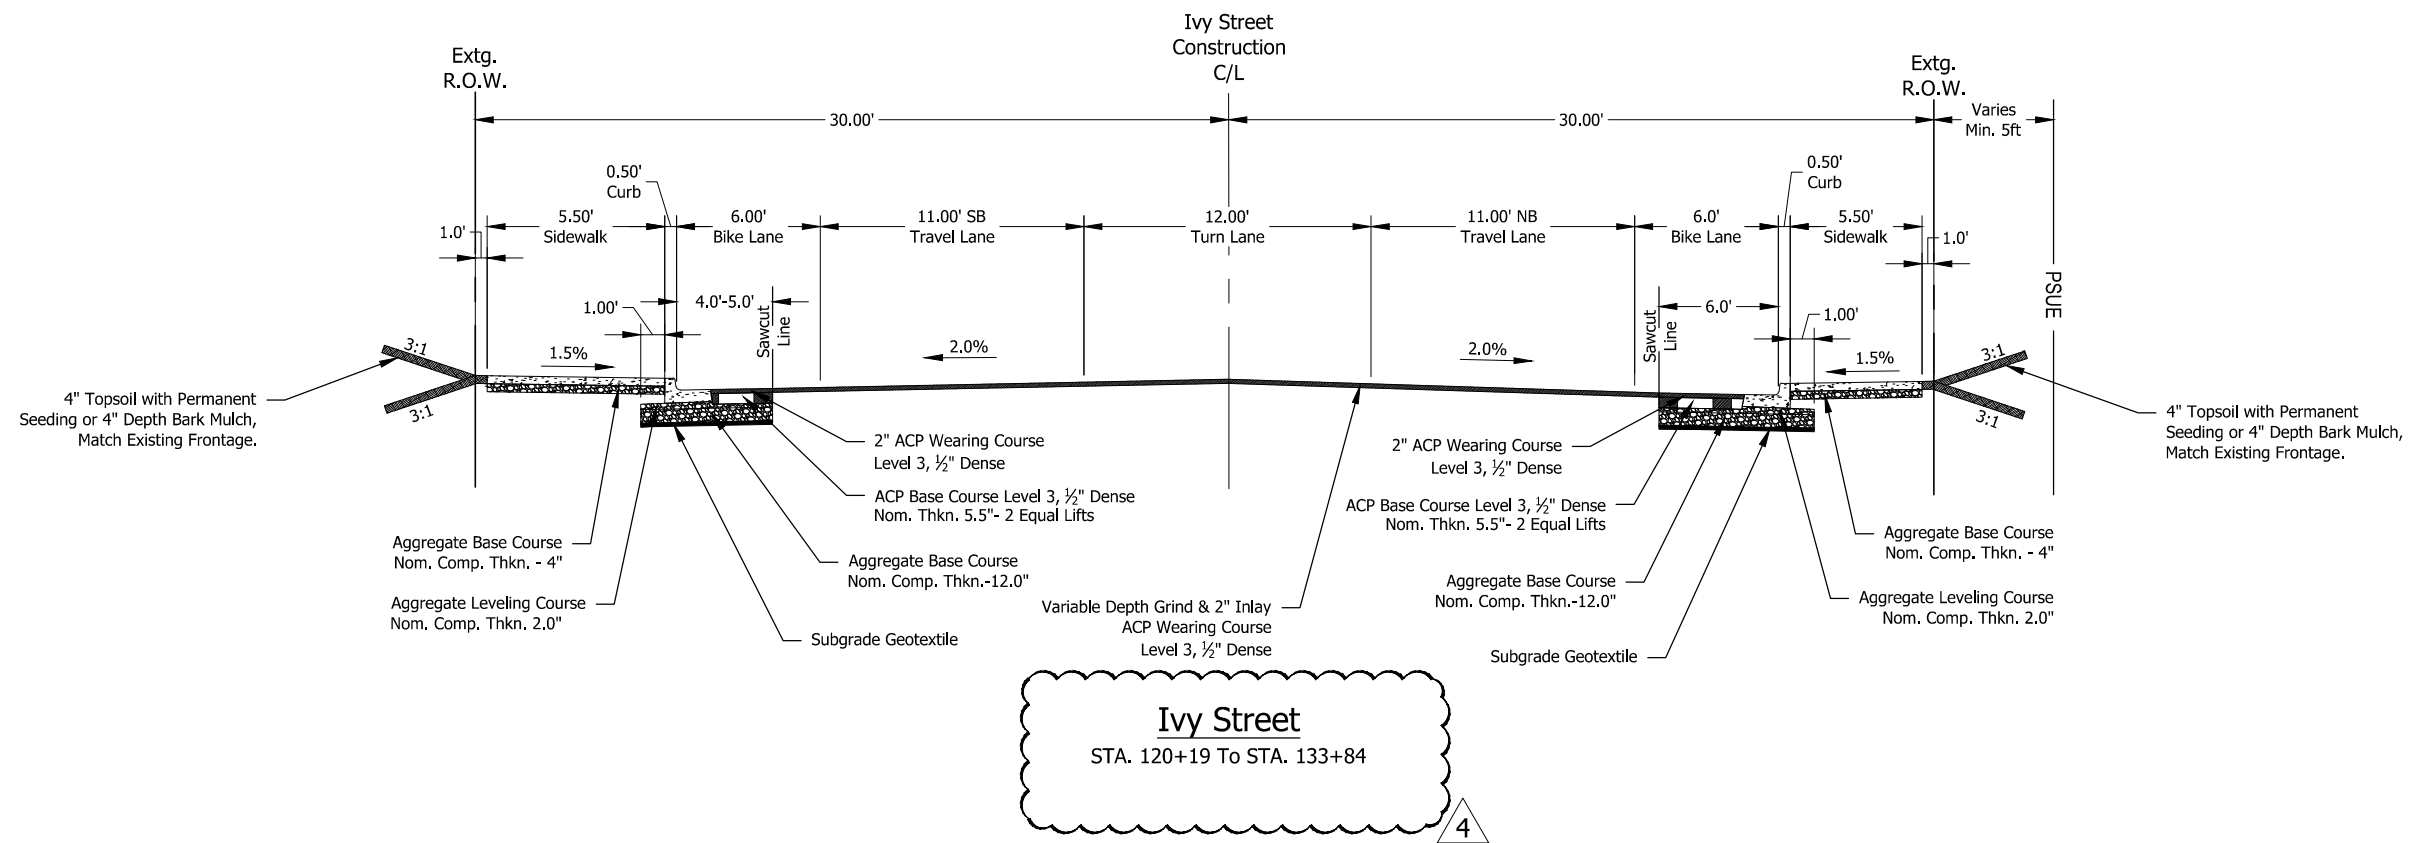 Ivy Street
Construction
C/L
Extg.
R.O.W.
Extg.
R.O.W.
30.00'
30.00'
Varies
Min. 5ft
0.50'
Curb
0.50'
Curb
1.0'
5.50'
Sidewalk
6.00'
Bike Lane
11.00' SB
Travel Lane
12.00'
Turn Lane
11.00' NB
Travel Lane
6.0'
Bike Lane
5.50'
Sidewalk
1.0'
PSUE
1.00'
4.0'-5.0'
Sawcut
Line
6.0'
Sawcut
Line
1.00'
3:1
3:1
1.5%
2.0%
2.0%
1.5%
3:1
3:1
4" Topsoil with Permanent
Seeding or 4" Depth Bark Mulch,
Match Existing Frontage.
2" ACP Wearing Course
Level 3, ½" Dense
ACP Base Course Level 3, ½" Dense
Nom. Thkn. 5.5"- 2 Equal Lifts
Aggregate Base Course
Nom. Comp. Thkn. - 4"
Aggregate Base Course
Nom. Comp. Thkn.-12.0"
Aggregate Leveling Course
Nom. Comp. Thkn. 2.0"
Subgrade Geotextile
Variable Depth Grind & 2" Inlay
ACP Wearing Course
Level 3, ½" Dense
2" ACP Wearing Course
Level 3, ½" Dense
ACP Base Course Level 3, ½" Dense
Nom. Thkn. 5.5"- 2 Equal Lifts
Aggregate Base Course
Nom. Comp. Thkn.-12.0"
Subgrade Geotextile
4" Topsoil with Permanent
Seeding or 4" Depth Bark Mulch,
Match Existing Frontage.
Aggregate Base Course
Nom. Comp. Thkn. - 4"
Aggregate Leveling Course
Nom. Comp. Thkn. 2.0"
Ivy Street
STA. 120+19 To STA. 133+84
4